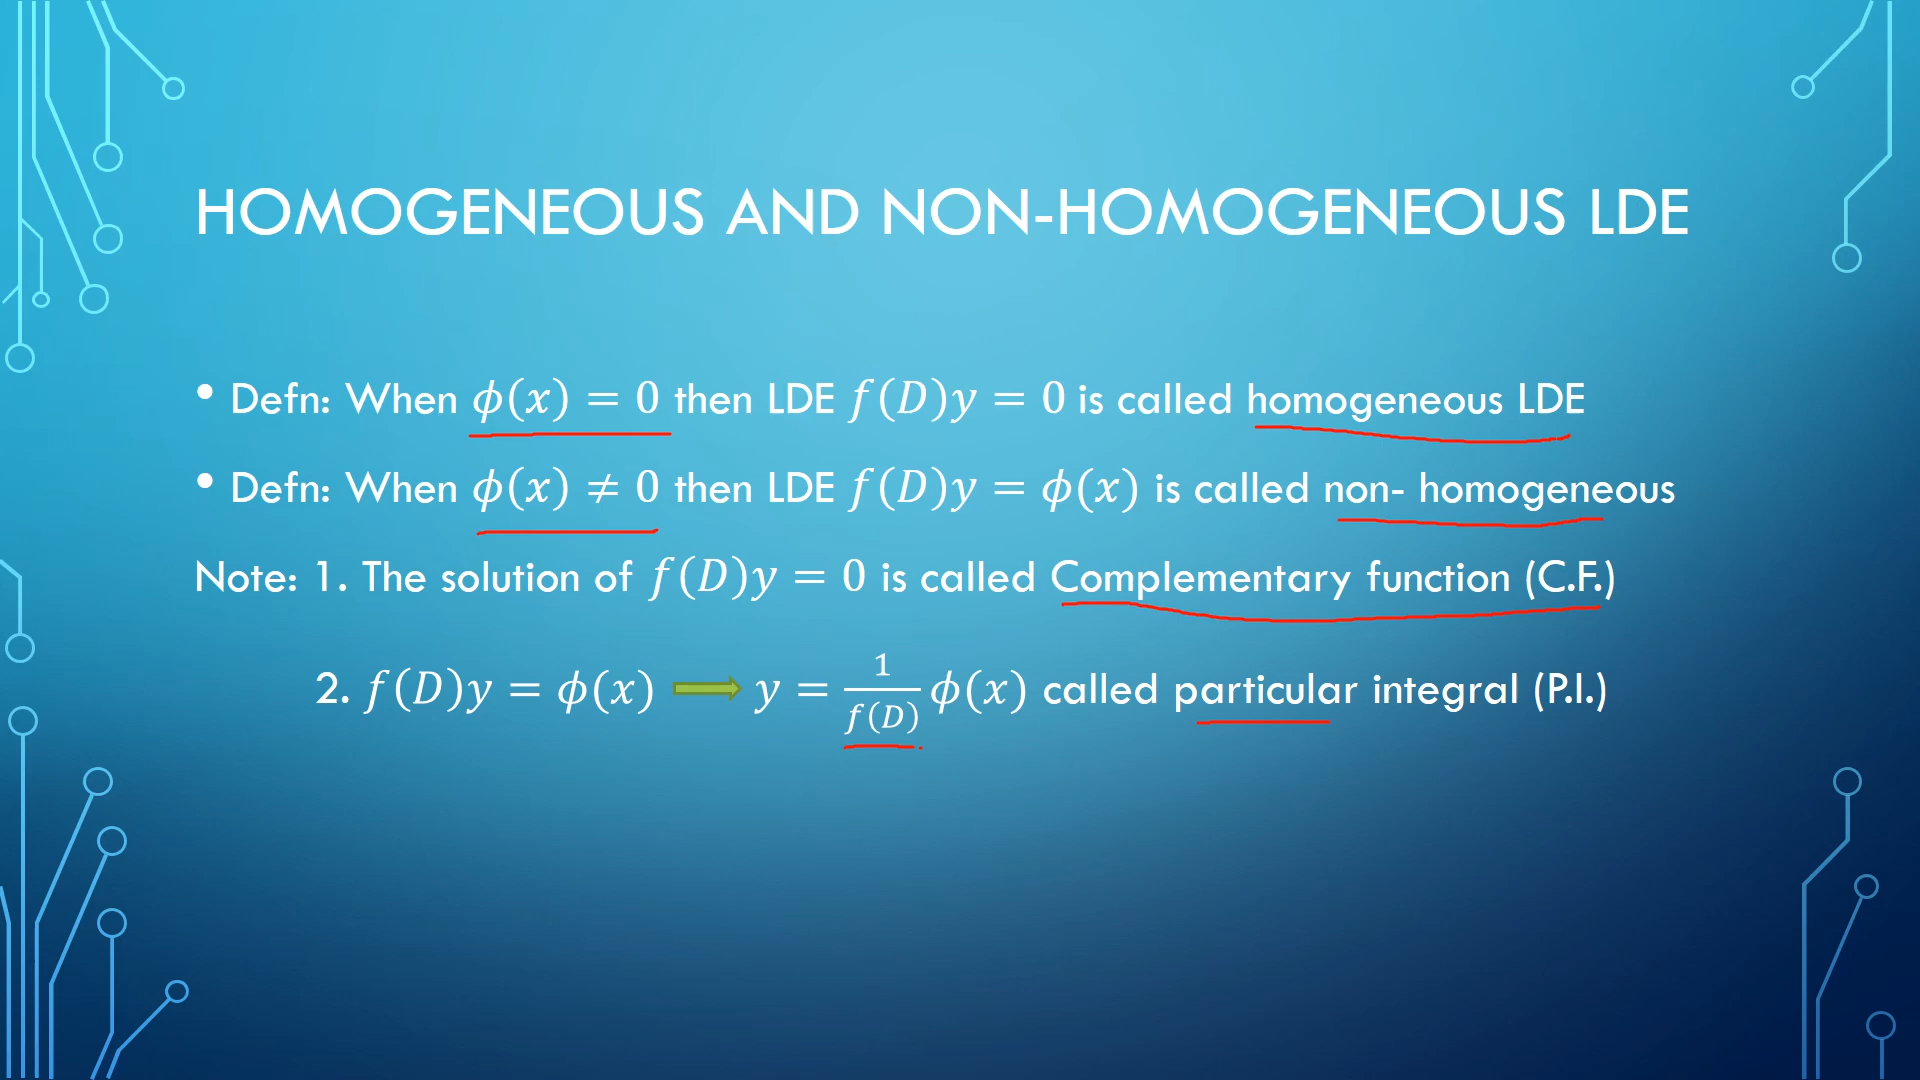 HOMOGENEOUS AND NON-HOMOGENEOUS LDE
• Defn: When ϕ(x) = 0 then LDE f(D)y = 0 is called homogeneous LDE
• Defn: When ϕ(x) ≠ 0 then LDE f(D)y = ϕ(x) is called non- homogeneous
Note: 1. The solution of f(D)y = 0 is called Complementary function (C.F.)
2. f(D)y = ϕ(x) ⟹ y = 1/f(D) ϕ(x) called particular integral (P.I.)